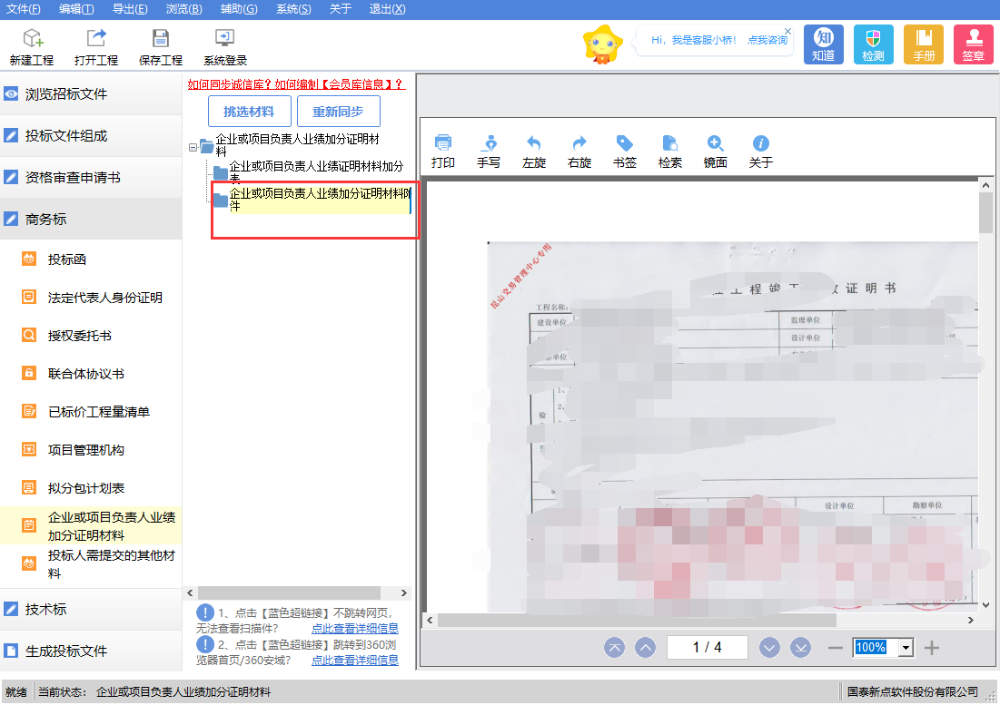 文件(F) 编辑(T) 导出(E) 浏览(B) 辅助(G) 系统(S) 关于 退出(X)
新建工程 打开工程 保存工程 系统登录
Hi，我是客服小桥！ 点我咨询
知道 检测 手册 签章
浏览招标文件
投标文件组成
资格审查申请书
商务标
投标函
法定代表人身份证明
授权委托书
联合体协议书
已标价工程量清单
项目管理机构
拟分包计划表
企业或项目负责人业绩
加分证明材料
投标人需提交的其他材
料
技术标
生成投标文件
如何同步诚信库？如何编制【会员库信息】？
挑选材料 重新同步
企业或项目负责人业绩加分证明材
料
企业或项目负责人业绩证明材料加分
表
企业或项目负责人业绩加分证明材料附
件
1、点击【蓝色超链接】不跳转网页，
无法查看扫描件？ 点此查看详细信息
2、点击【蓝色超链接】跳转到360浏
览器首页/360安域？ 点此查看详细信息
打印 手写 左旋 右旋 书签 检索 镜面 关于
昆山交易管理中心专用
工程竣工 证明书
工程名称：
建设单位
监理单位
设计单位
单位
1、
2、
验
设计单位 勘察单位
1 / 4
100%
就绪 当前状态： 企业或项目负责人业绩加分证明材料
国泰新点软件股份有限公司